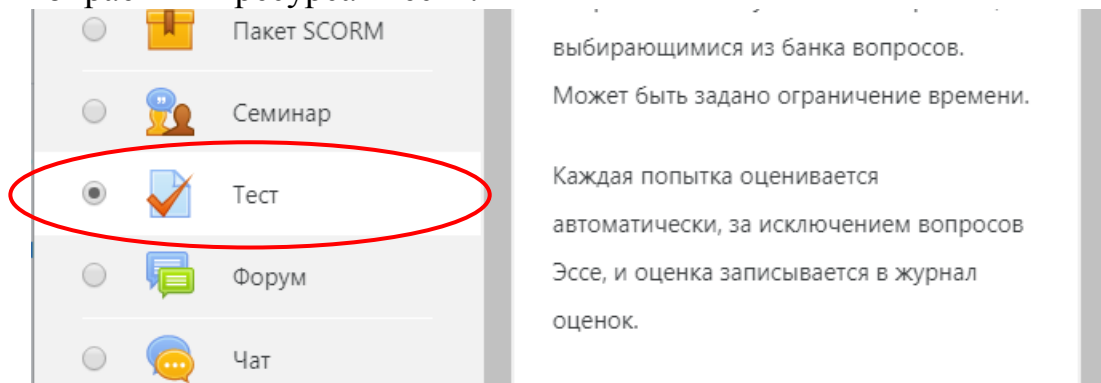 Пакет SCORM
Семинар
Тест
Форум
Чат
выбирающимися из банка вопросов.
Может быть задано ограничение времени.
Каждая попытка оценивается
автоматически, за исключением вопросов
Эссе, и оценка записывается в журнал
оценок.